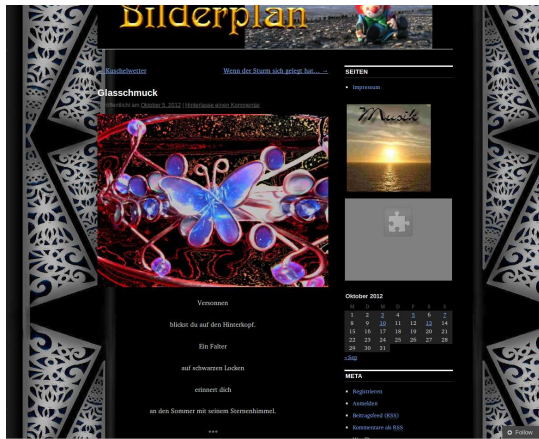 Bilderplan
Kuschelwetter
Wenn der Sturm sich gelegt hat… →
Glasschmuck
öffentlicht am Oktober 5, 2012 | Hinterlasse einen Kommentar
Versonnen
blickst du auf den Hinterkopf.
Ein Falter
auf schwarzen Locken
erinnert dich
an den Sommer mit seinem Sternenhimmel.
***
SEITEN
Impressum
Musik
Oktober 2012
M D M D F S S
1 2 3 4 5 6 7
8 9 10 11 12 13 14
15 16 17 18 19 20 21
22 23 24 25 26 27 28
29 30 31
« Sep
META
Registrieren
Anmelden
Beitragsfeed (RSS)
Kommentare als RSS
Follow